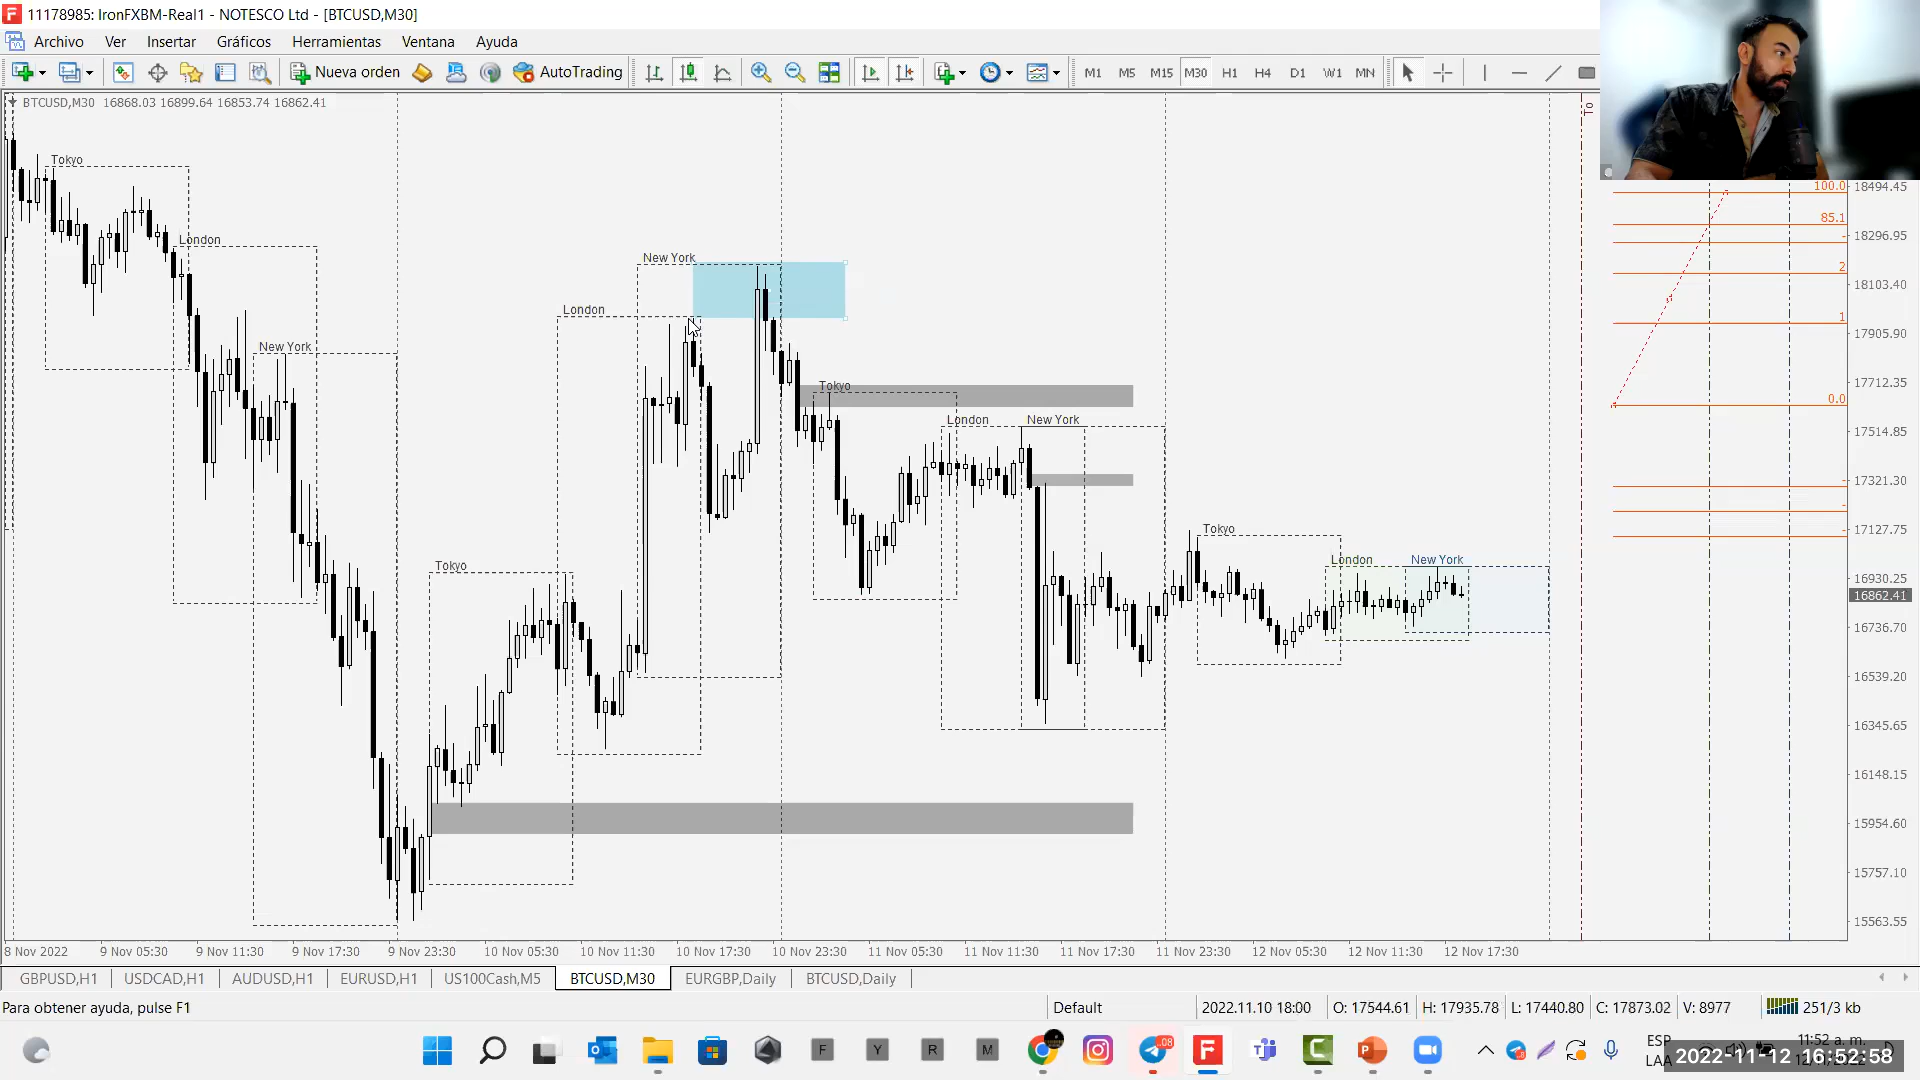 11178985: IronFXBM-Real1 - NOTESCO Ltd - [BTCUSD,M30]
Archivo Ver Insertar Gráficos Herramientas Ventana Ayuda
Nueva orden AutoTrading M1 M5 M15 M30 H1 H4 D1 W1 MN
BTCUSD,M30 16868.03 16899.64 16853.74 16862.41
To
Tokyo
London
New York
Tokyo
London
New York
Tokyo
London
New York
Tokyo
London
New York
100.0
85.1
2
1
0.0
18494.45
18296.95
18103.40
17905.90
17712.35
17514.85
17321.30
17127.75
16930.25
16862.41
16736.70
16539.20
16345.65
16148.15
15954.60
15757.10
15563.55
8 Nov 2022 9 Nov 05:30 9 Nov 11:30 9 Nov 17:30 9 Nov 23:30 10 Nov 05:30 10 Nov 11:30 10 Nov 17:30 10 Nov 23:30 11 Nov 05:30 11 Nov 11:30 11 Nov 17:30 11 Nov 23:30 12 Nov 05:30 12 Nov 11:30 12 Nov 17:30
GBPUSD,H1 USDCAD,H1 AUDUSD,H1 EURUSD,H1 US100Cash,M5 BTCUSD,M30 EURGBP,Daily BTCUSD,Daily
Para obtener ayuda, pulse F1 Default 2022.11.10 18:00 O: 17544.61 H: 17935.78 L: 17440.80 C: 17873.02 V: 8977 251/3 kb
F Y R M
ESP
LAA
11:52 a. m.
2022-11-12 16:52:58